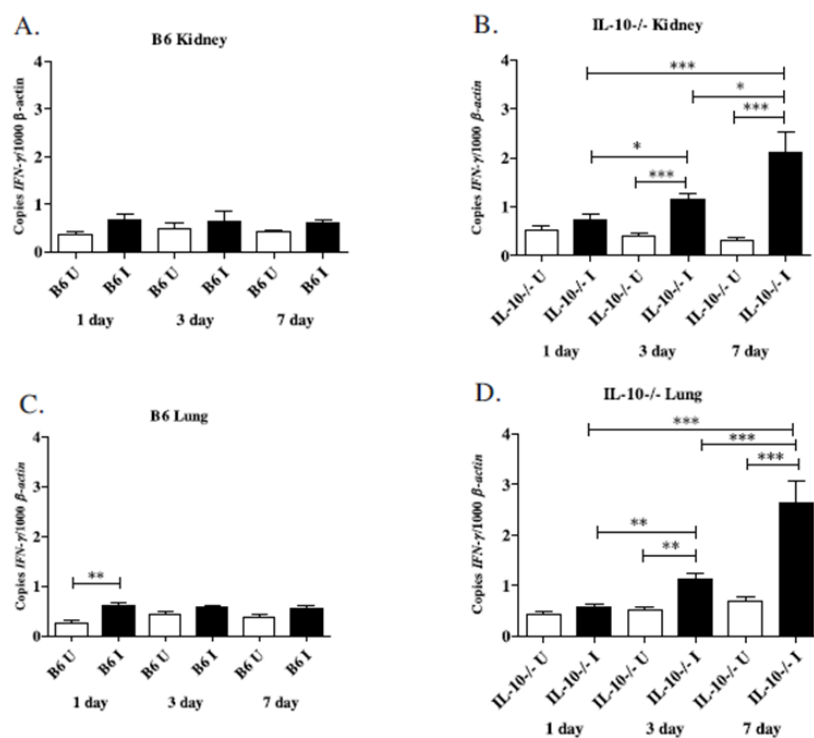 A.
B6 Kidney
Copies IFN-γ/1000 β-actin
4
3
2
1
0
B6 U
B6 I
B6 U
B6 I
B6 U
B6 I
1 day
3 day
7 day
B.
IL-10-/- Kidney
Copies IFN-γ/1000 β-actin
4
3
2
1
0
***
*
***
*
***
IL-10-/- U
IL-10-/- I
IL-10-/- U
IL-10-/- I
IL-10-/- U
IL-10-/- I
1 day
3 day
7 day
C.
B6 Lung
Copies IFN-γ/1000 β-actin
4
3
2
1
0
**
B6 U
B6 I
B6 U
B6 I
B6 U
B6 I
1 day
3 day
7 day
D.
IL-10-/- Lung
Copies IFN-γ/1000 β-actin
4
3
2
1
0
***
***
***
**
**
IL-10-/- U
IL-10-/- I
IL-10-/- U
IL-10-/- I
IL-10-/- U
IL-10-/- I
1 day
3 day
7 day